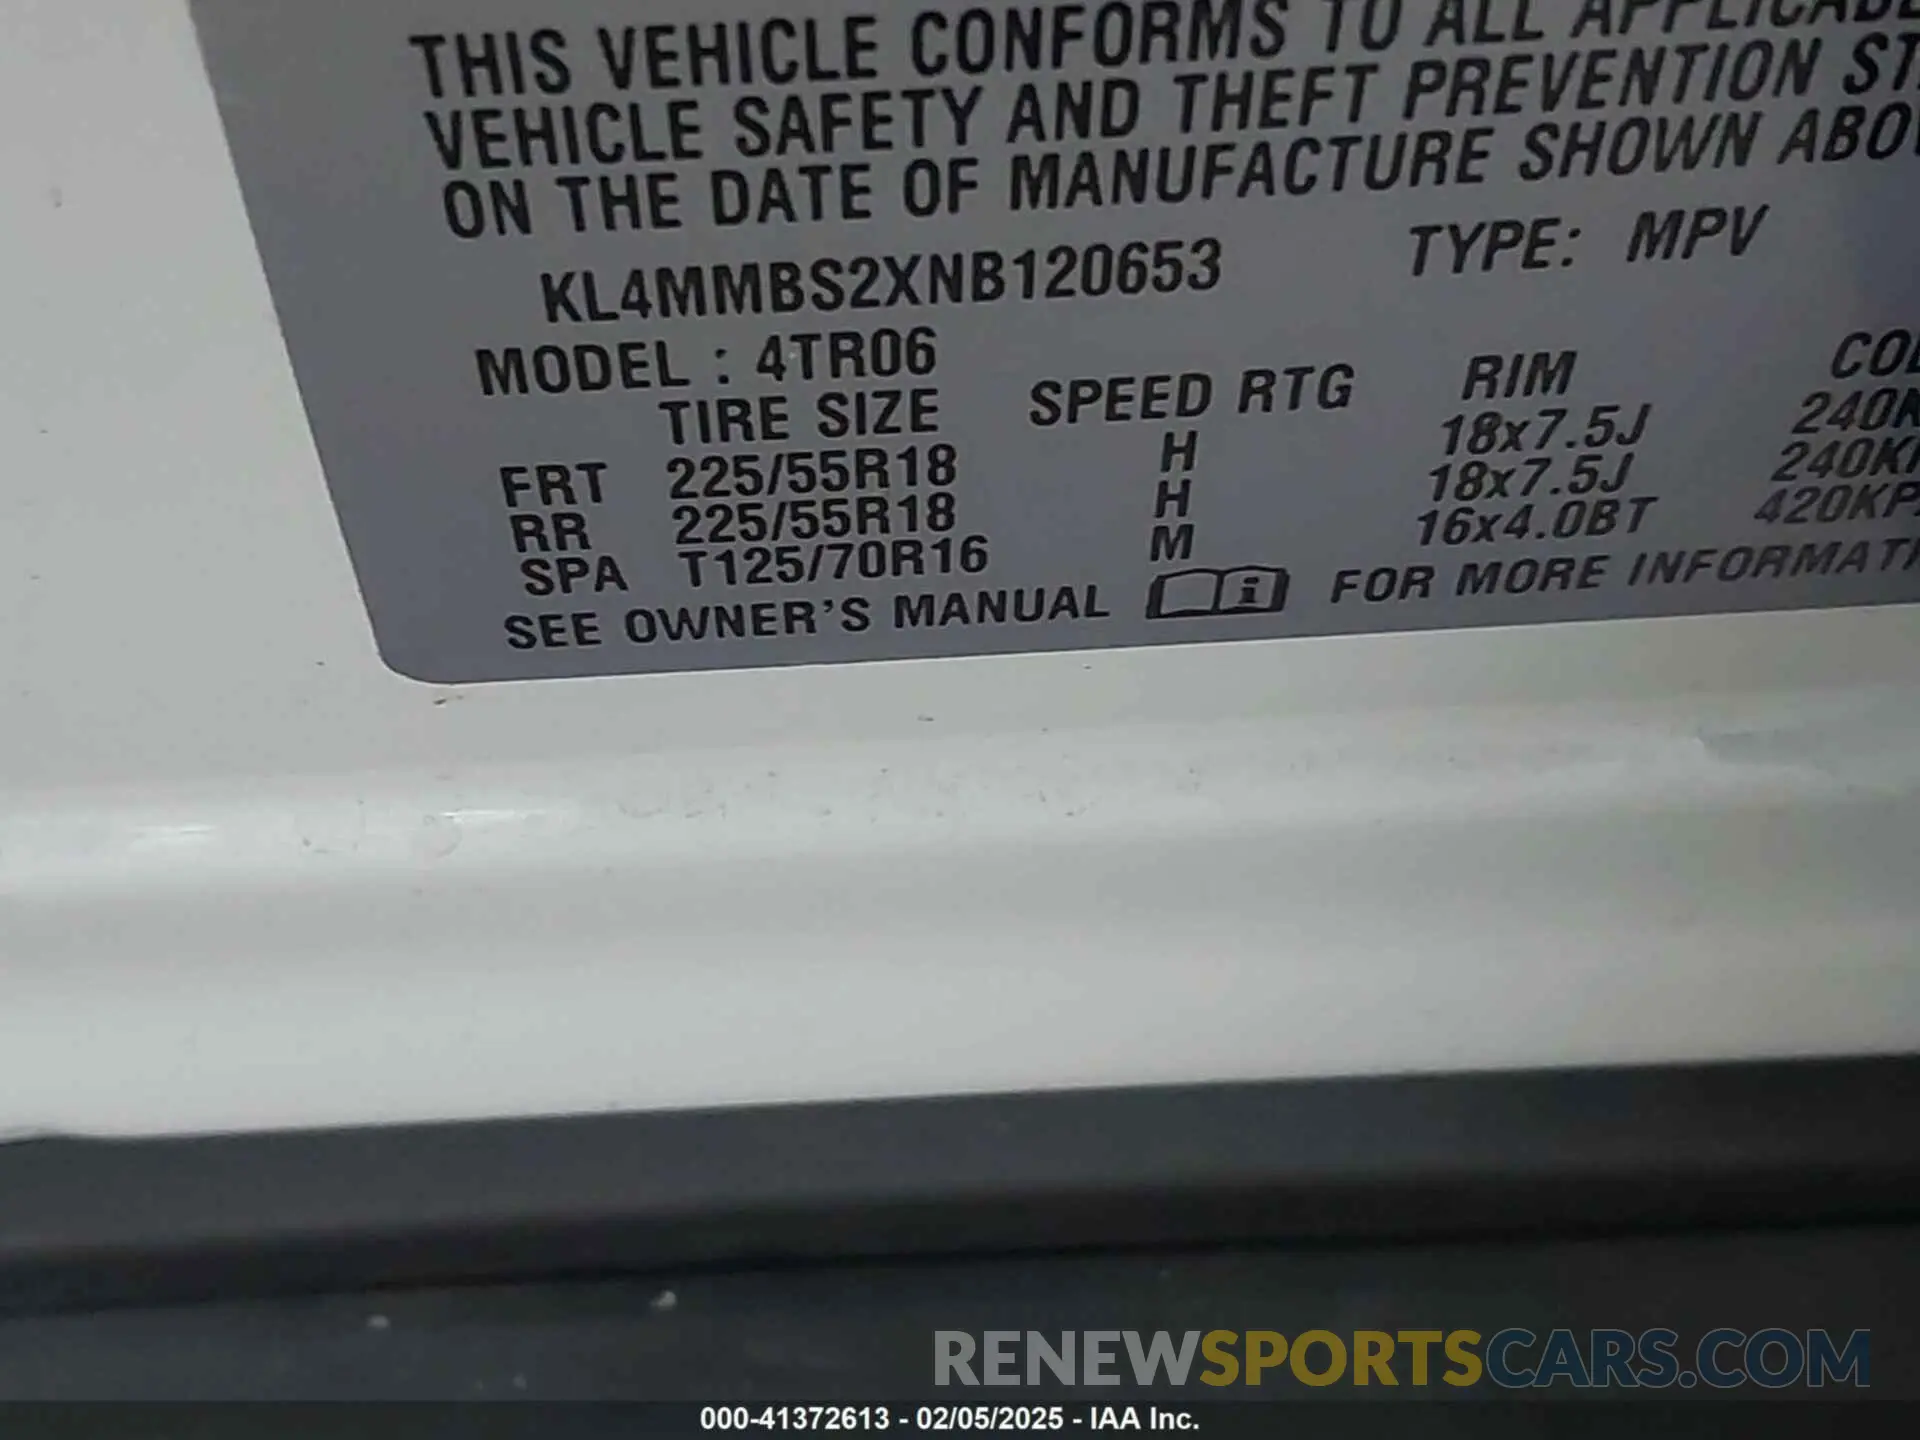 THIS VEHICLE CONFORMS TO ALL
VEHICLE SAFETY AND THEFT PREVENTION
ON THE DATE OF MANUFACTURE SHOWN
KL4MMBS2XNB120653 TYPE: MPV
MODEL : 4TR06
TIRE SIZE SPEED RTG RIM
FRT 225/55R18 H 18x7.5J
RR 225/55R18 H 18x7.5J
SPA T125/70R16 M 16x4.0BT
SEE OWNER'S MANUAL FOR MORE
RENEWSPORTSCARS.COM
000-41372613 - 02/05/2025 - IAA Inc.